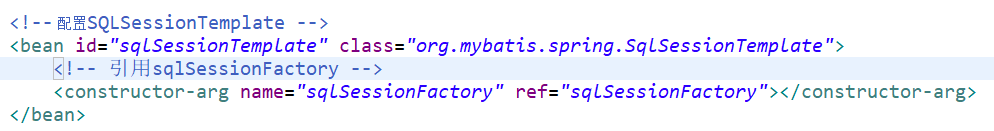 <!-- 配置SQLSessionTemplate -->
<bean id="sqlSessionTemplate" class="org.mybatis.spring.SqlSessionTemplate">
<!-- 引用sqlSessionFactory -->
<constructor-arg name="sqlSessionFactory" ref="sqlSessionFactory"></constructor-arg>
</bean>